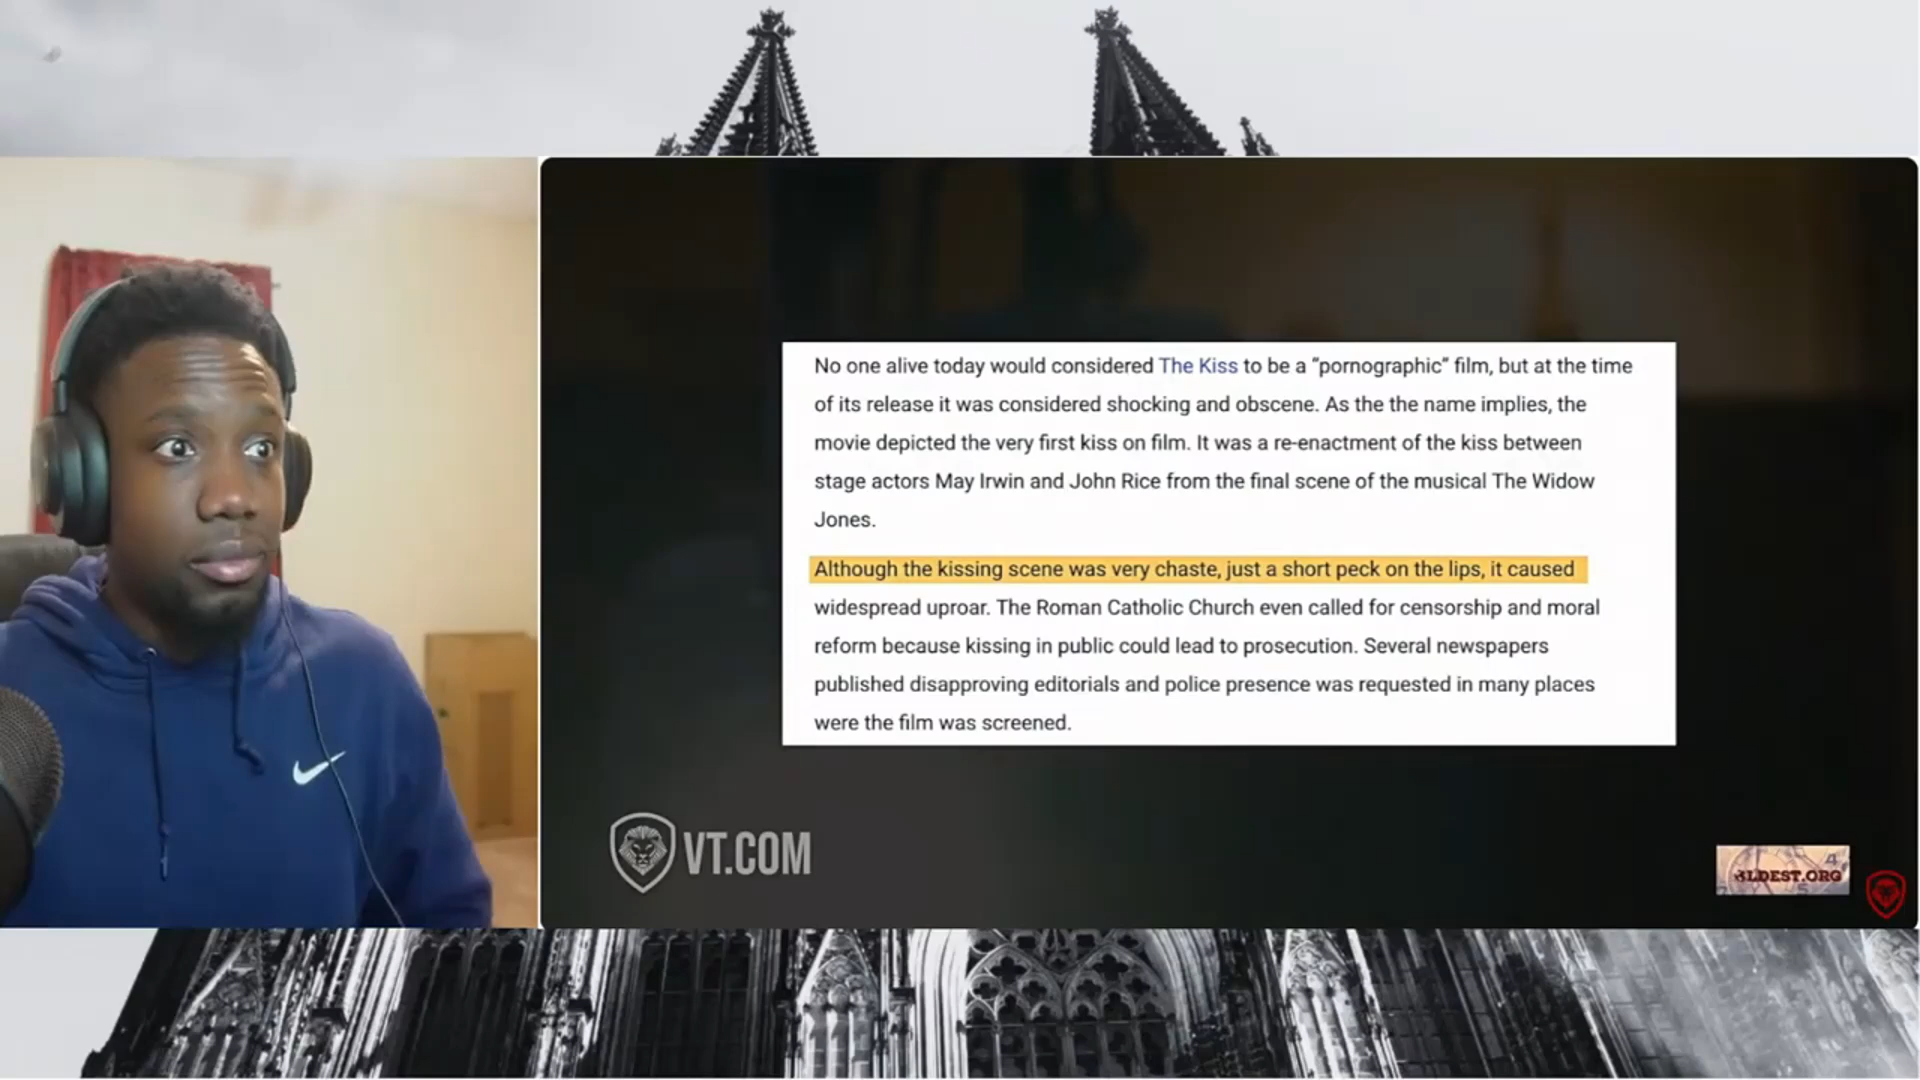 No one alive today would considered The Kiss to be a “pornographic” film, but at the time
of its release it was considered shocking and obscene. As the the name implies, the
movie depicted the very first kiss on film. It was a re-enactment of the kiss between
stage actors May Irwin and John Rice from the final scene of the musical The Widow
Jones.
Although the kissing scene was very chaste, just a short peck on the lips, it caused
widespread uproar. The Roman Catholic Church even called for censorship and moral
reform because kissing in public could lead to prosecution. Several newspapers
published disapproving editorials and police presence was requested in many places
were the film was screened.
VT.COM
OLDEST.ORG